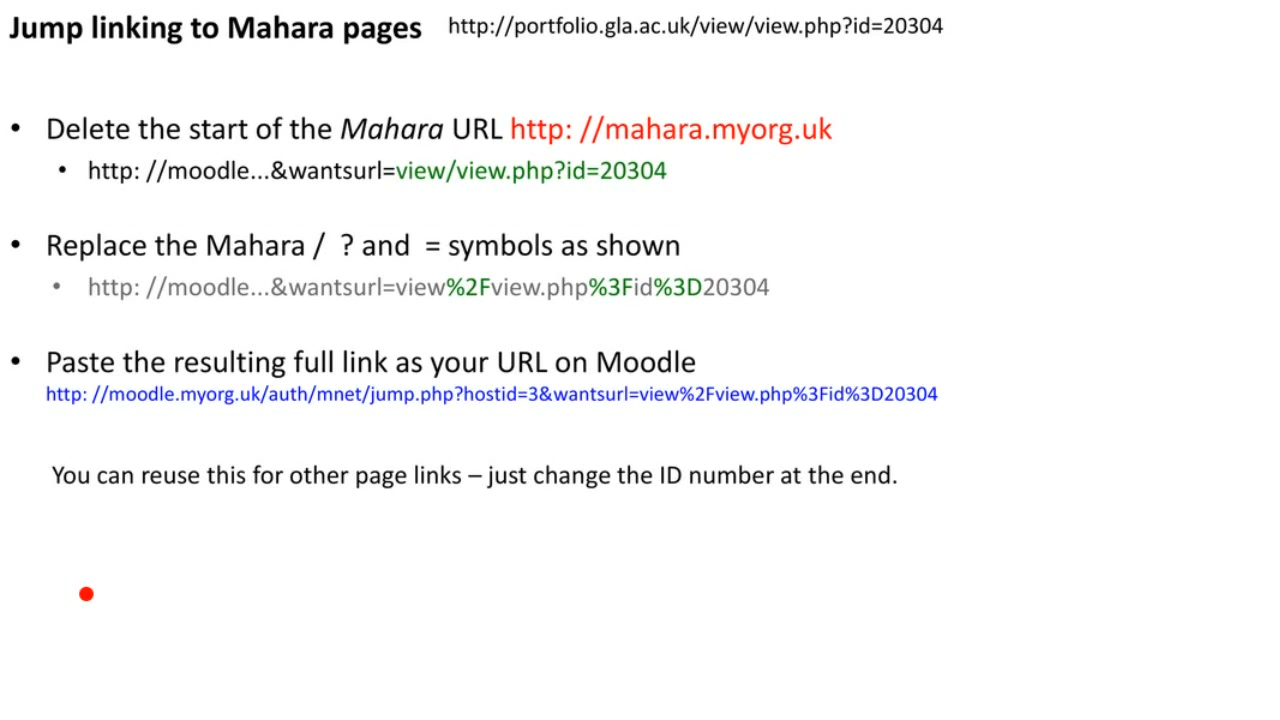 Jump linking to Mahara pages http://portfolio.gla.ac.uk/view/view.php?id=20304
• Delete the start of the Mahara URL http: //mahara.myorg.uk
• http: //moodle...&wantsurl=view/view.php?id=20304
• Replace the Mahara / ? and = symbols as shown
• http: //moodle...&wantsurl=view%2Fview.php%3Fid%3D20304
• Paste the resulting full link as your URL on Moodle
http: //moodle.myorg.uk/auth/mnet/jump.php?hostid=3&wantsurl=view%2Fview.php%3Fid%3D20304
You can reuse this for other page links – just change the ID number at the end.